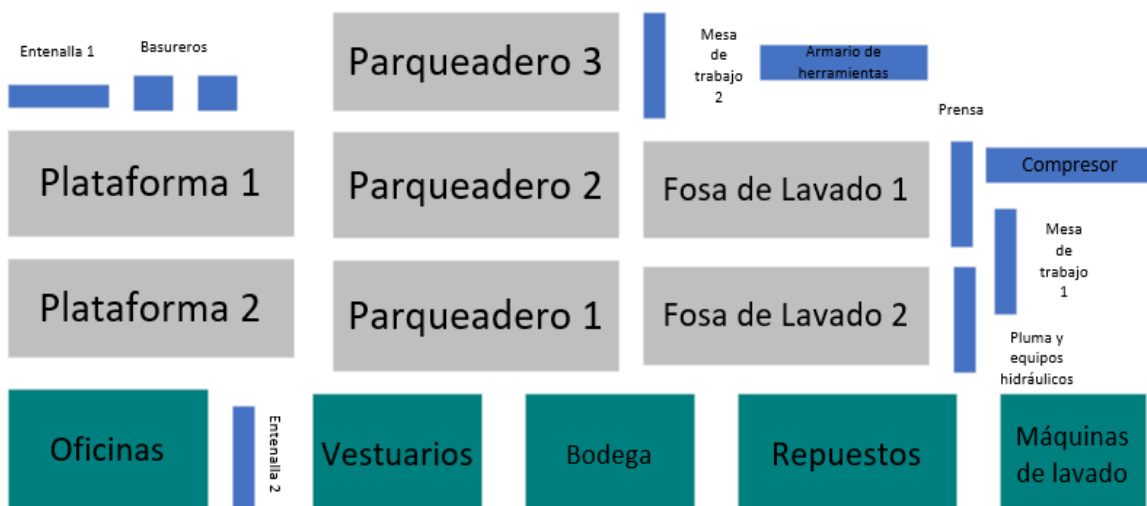 Entenalla 1
Basureros
Parqueadero 3
Mesa
de
trabajo
2
Armario de
herramientas
Prensa
Plataforma 1
Parqueadero 2
Fosa de Lavado 1
Compresor
Mesa
de
trabajo
1
Plataforma 2
Parqueadero 1
Fosa de Lavado 2
Pluma y
equipos
hidráulicos
Oficinas
Entenalla 2
Vestuarios
Bodega
Repuestos
Máquinas
de lavado